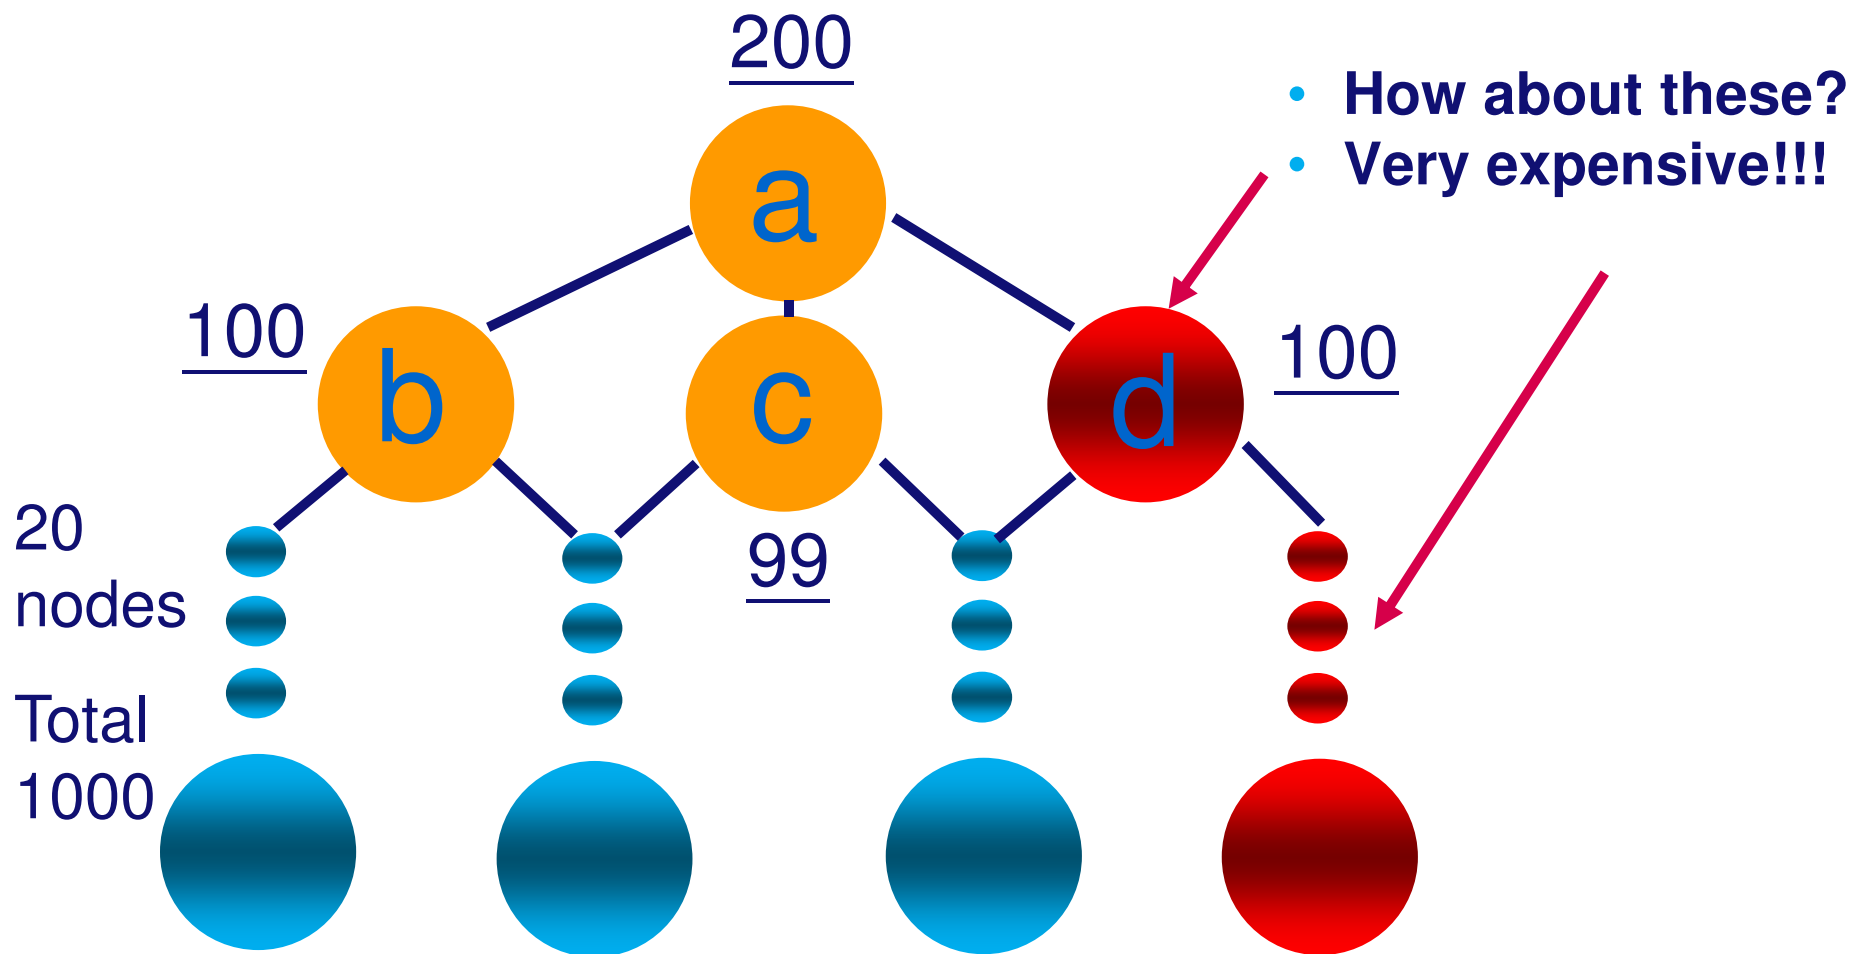 200
• How about these?
• Very expensive!!!
a
100
100
b
c
d
20
nodes
99
Total
1000